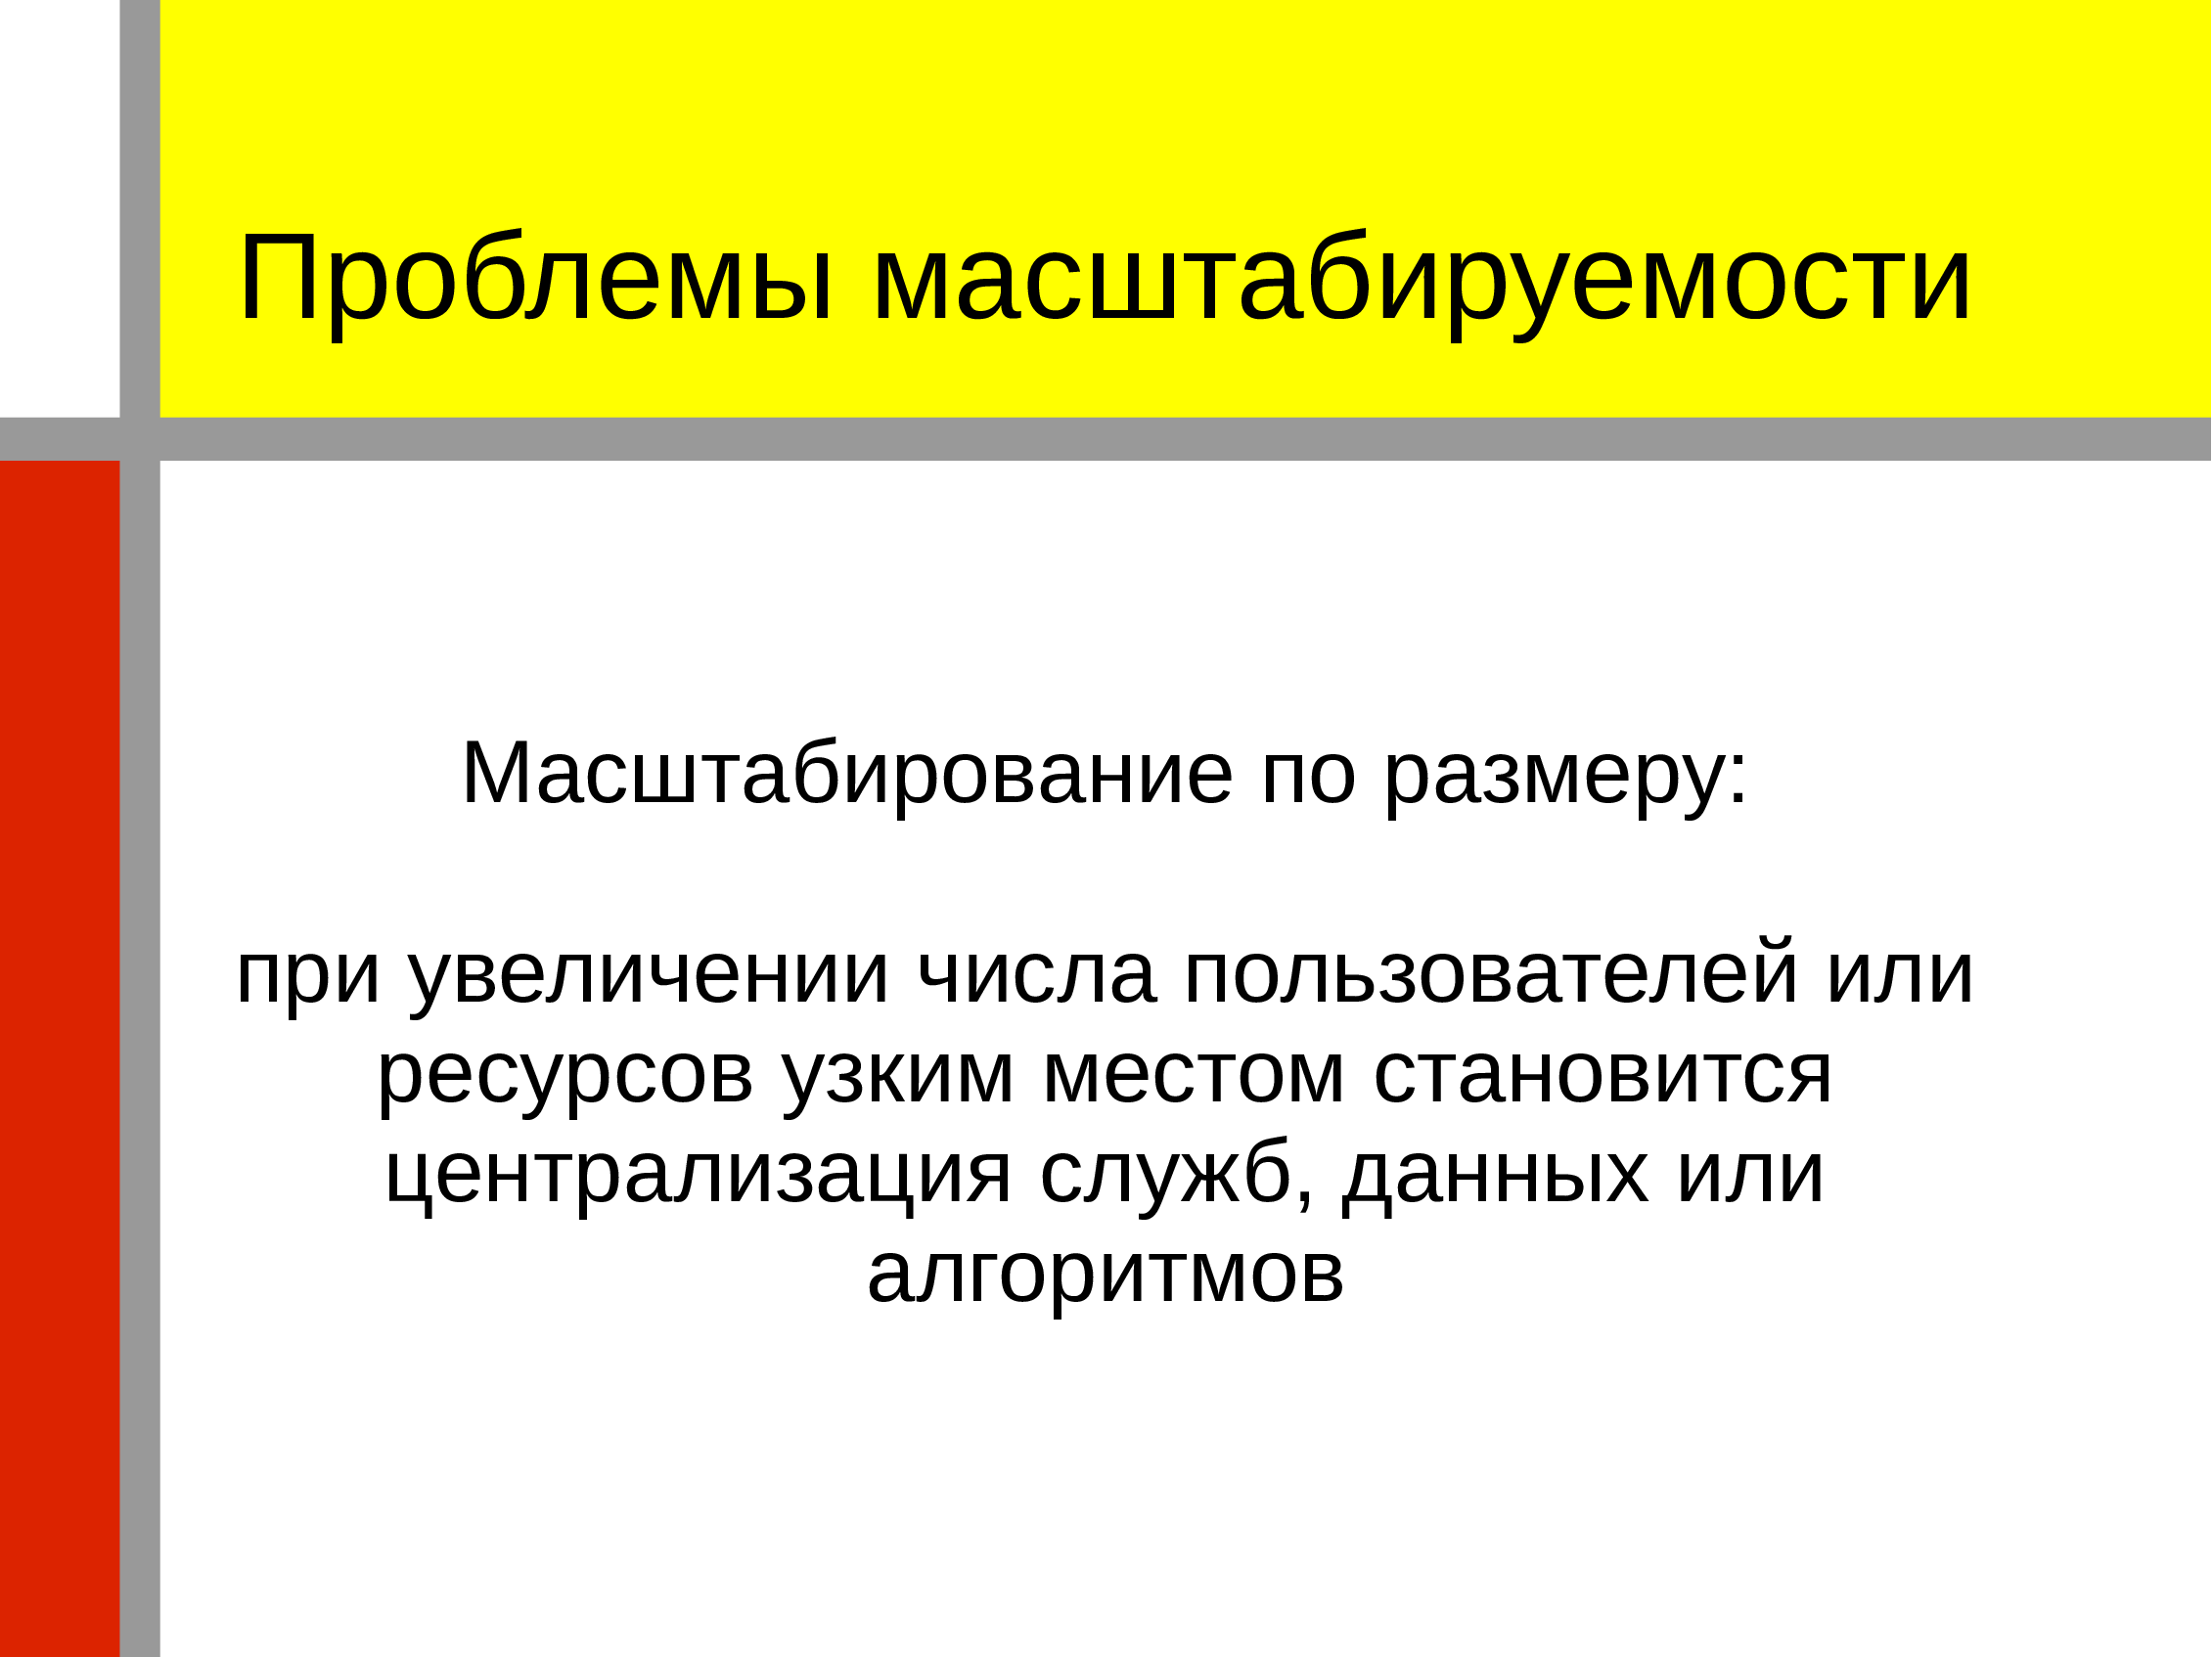 Проблемы масштабируемости
Масштабирование по размеру:
при увеличении числа пользователей или
ресурсов узким местом становится
централизация служб, данных или
алгоритмов